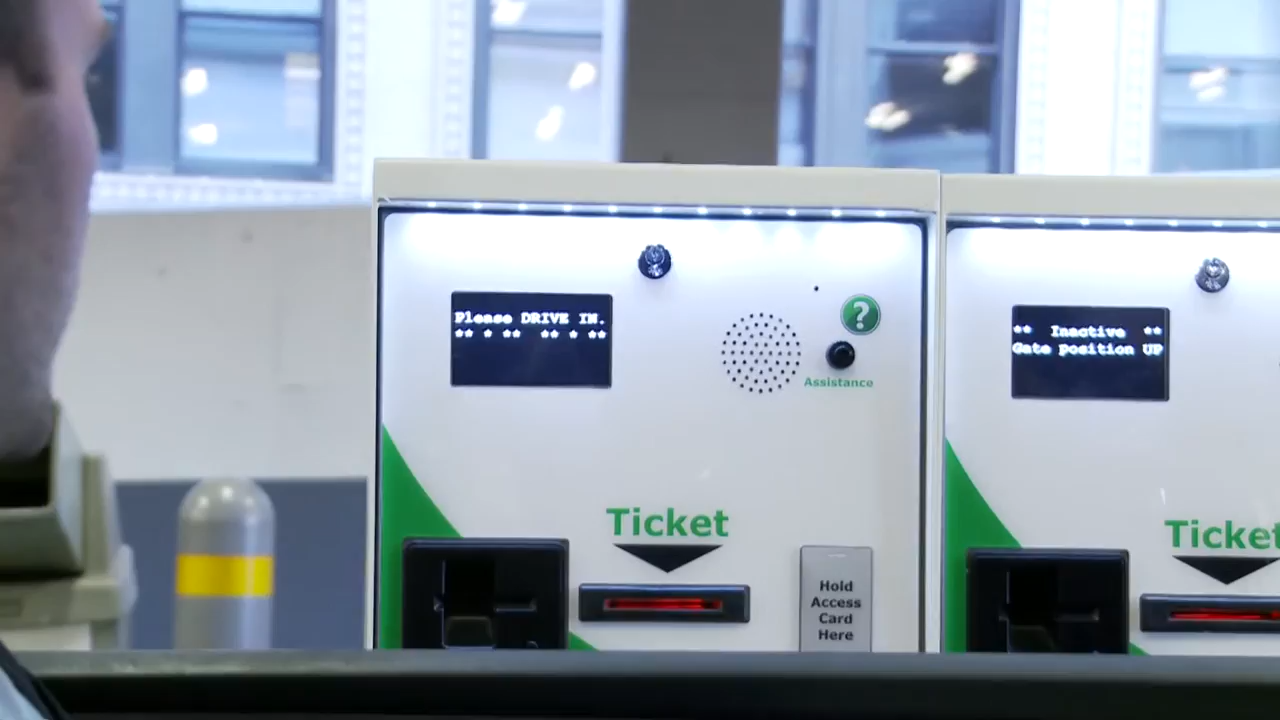 Please DRIVE IN.
** * ** ** * **
?
Assistance
Ticket
Hold
Access
Card
Here
** Inactive **
Gate position UP
Ticket